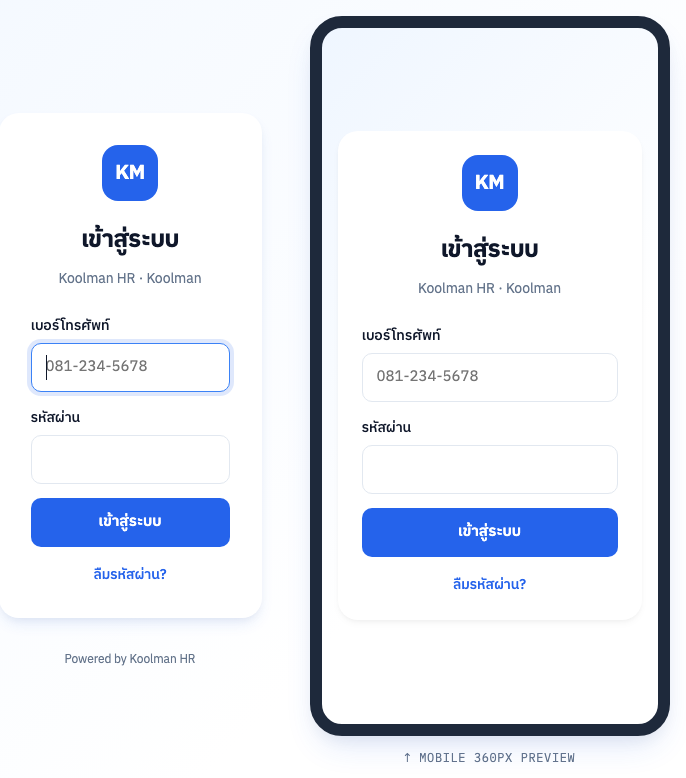 KM
เข้าสู่ระบบ
Koolman HR · Koolman
เบอร์โทรศัพท์
081-234-5678
รหัสผ่าน
เข้าสู่ระบบ
ลืมรหัสผ่าน?
Powered by Koolman HR
KM
เข้าสู่ระบบ
Koolman HR · Koolman
เบอร์โทรศัพท์
081-234-5678
รหัสผ่าน
เข้าสู่ระบบ
ลืมรหัสผ่าน?
↑ MOBILE 360PX PREVIEW